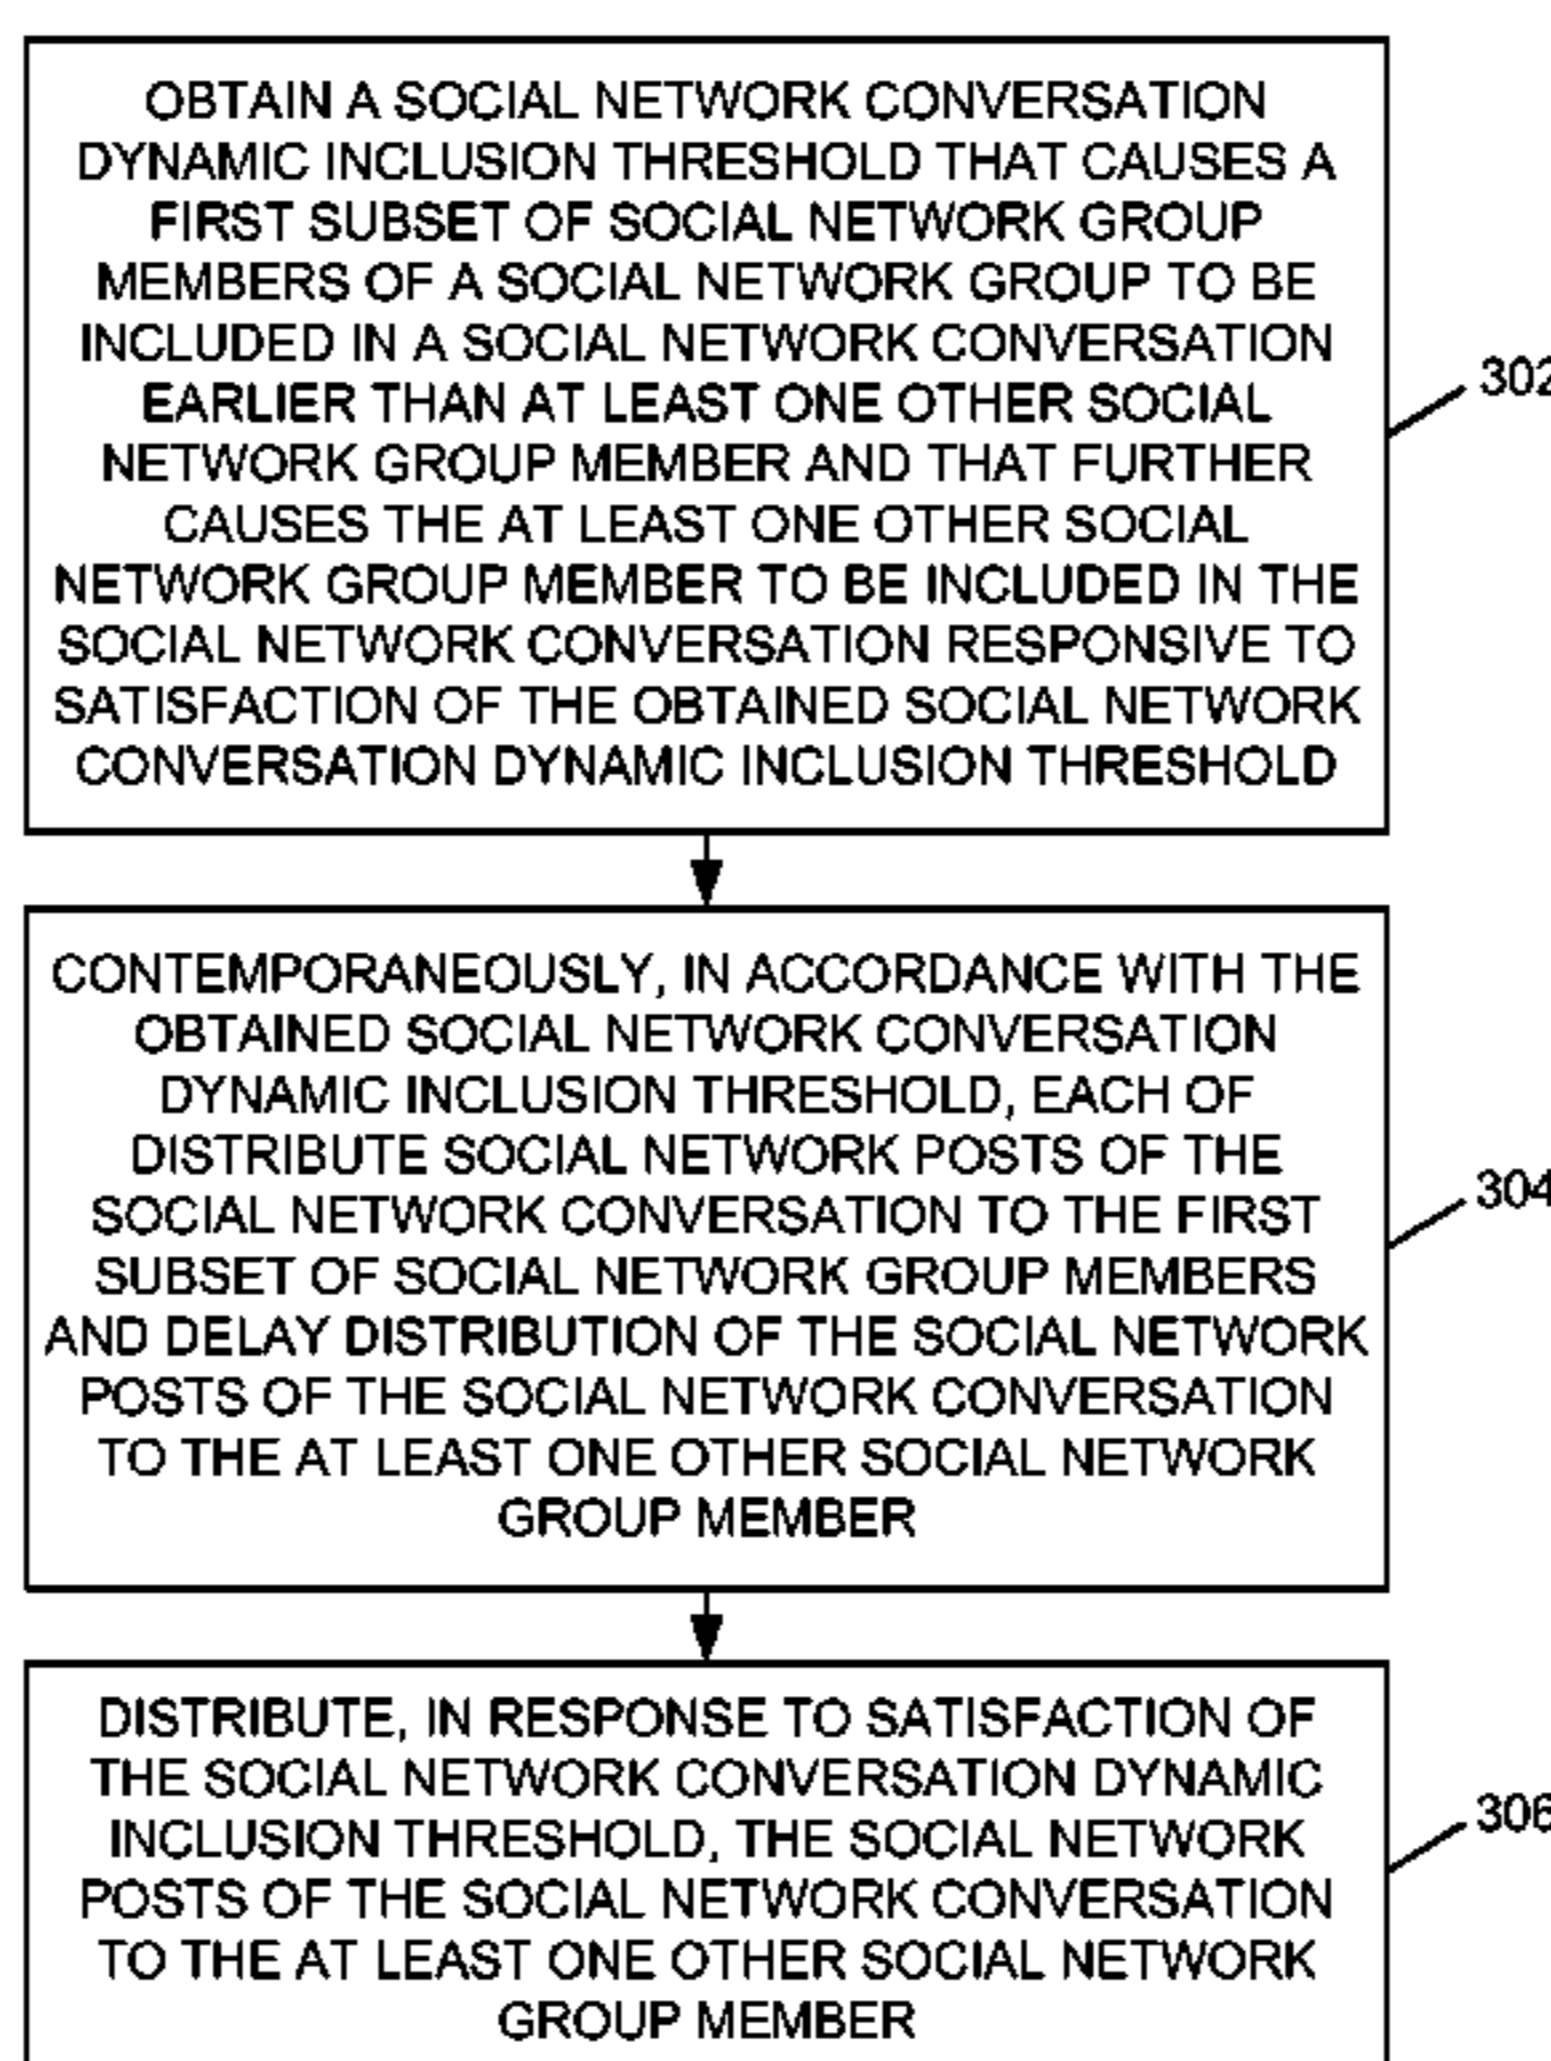 OBTAIN A SOCIAL NETWORK CONVERSATION
DYNAMIC INCLUSION THRESHOLD THAT CAUSES A
FIRST SUBSET OF SOCIAL NETWORK GROUP
MEMBERS OF A SOCIAL NETWORK GROUP TO BE
INCLUDED IN A SOCIAL NETWORK CONVERSATION
EARLIER THAN AT LEAST ONE OTHER SOCIAL
NETWORK GROUP MEMBER AND THAT FURTHER
CAUSES THE AT LEAST ONE OTHER SOCIAL
NETWORK GROUP MEMBER TO BE INCLUDED IN THE
SOCIAL NETWORK CONVERSATION RESPONSIVE TO
SATISFACTION OF THE OBTAINED SOCIAL NETWORK
CONVERSATION DYNAMIC INCLUSION THRESHOLD
302
CONTEMPORANEOUSLY, IN ACCORDANCE WITH THE
OBTAINED SOCIAL NETWORK CONVERSATION
DYNAMIC INCLUSION THRESHOLD, EACH OF
DISTRIBUTE SOCIAL NETWORK POSTS OF THE
SOCIAL NETWORK CONVERSATION TO THE FIRST
SUBSET OF SOCIAL NETWORK GROUP MEMBERS
AND DELAY DISTRIBUTION OF THE SOCIAL NETWORK
POSTS OF THE SOCIAL NETWORK CONVERSATION
TO THE AT LEAST ONE OTHER SOCIAL NETWORK
GROUP MEMBER
304
DISTRIBUTE, IN RESPONSE TO SATISFACTION OF
THE SOCIAL NETWORK CONVERSATION DYNAMIC
INCLUSION THRESHOLD, THE SOCIAL NETWORK
POSTS OF THE SOCIAL NETWORK CONVERSATION
TO THE AT LEAST ONE OTHER SOCIAL NETWORK
GROUP MEMBER
306